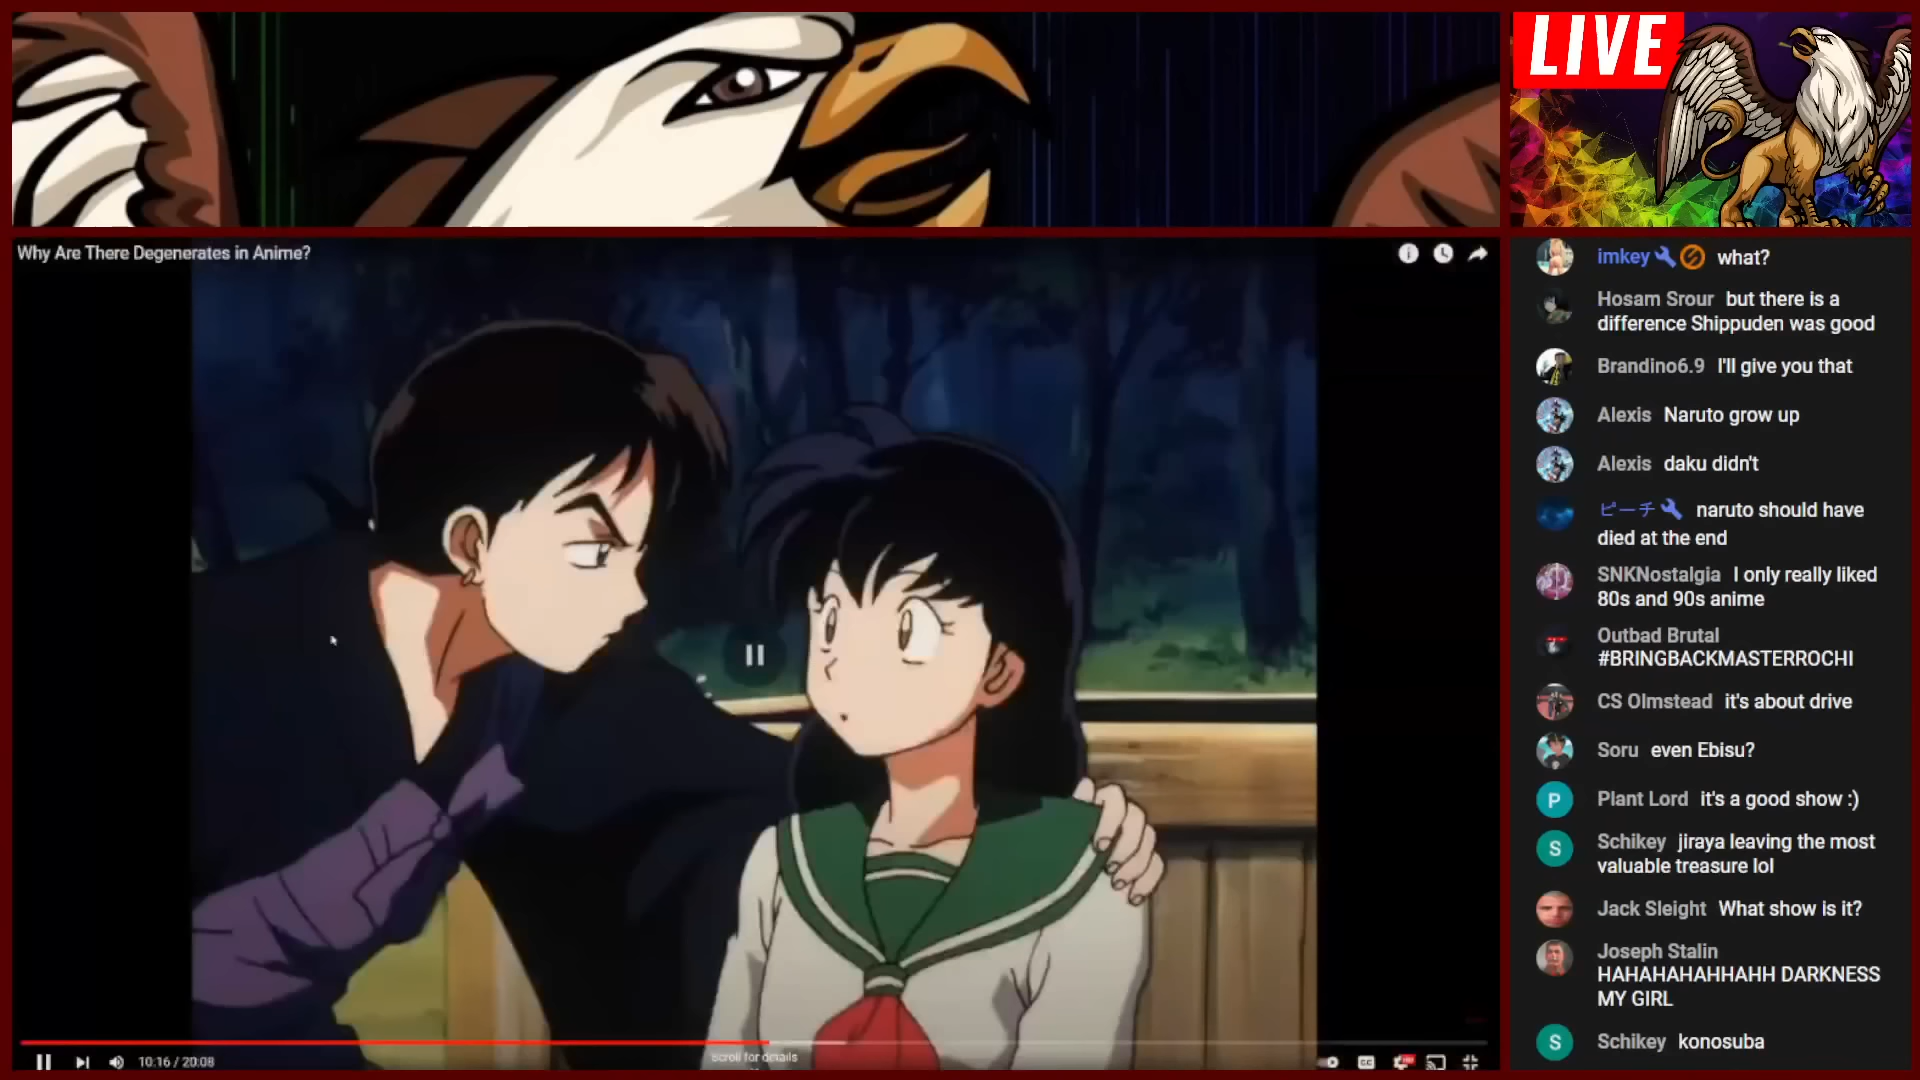 LIVE
Why Are There Degenerates in Anime?
imkey what?
Hosam Srour but there is a
difference Shippuden was good
Brandino6.9 I'll give you that
Alexis Naruto grow up
Alexis daku didn't
ピーチ naruto should have
died at the end
SNKNostalgia I only really liked
80s and 90s anime
Outbad Brutal
#BRINGBACKMASTERROCHI
CS Olmstead it's about drive
Soru even Ebisu?
P Plant Lord it's a good show :)
S Schikey jiraya leaving the most
valuable treasure lol
Jack Sleight What show is it?
Joseph Stalin
HAHAHAHAHHAHH DARKNESS
MY GIRL
S Schikey konosuba
10:16 / 20:08
Scroll for details
CC